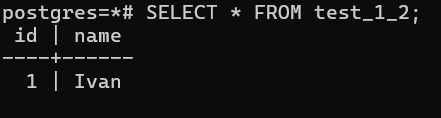 postgres=*# SELECT * FROM test_1_2;
 id | name
----+------
  1 | Ivan